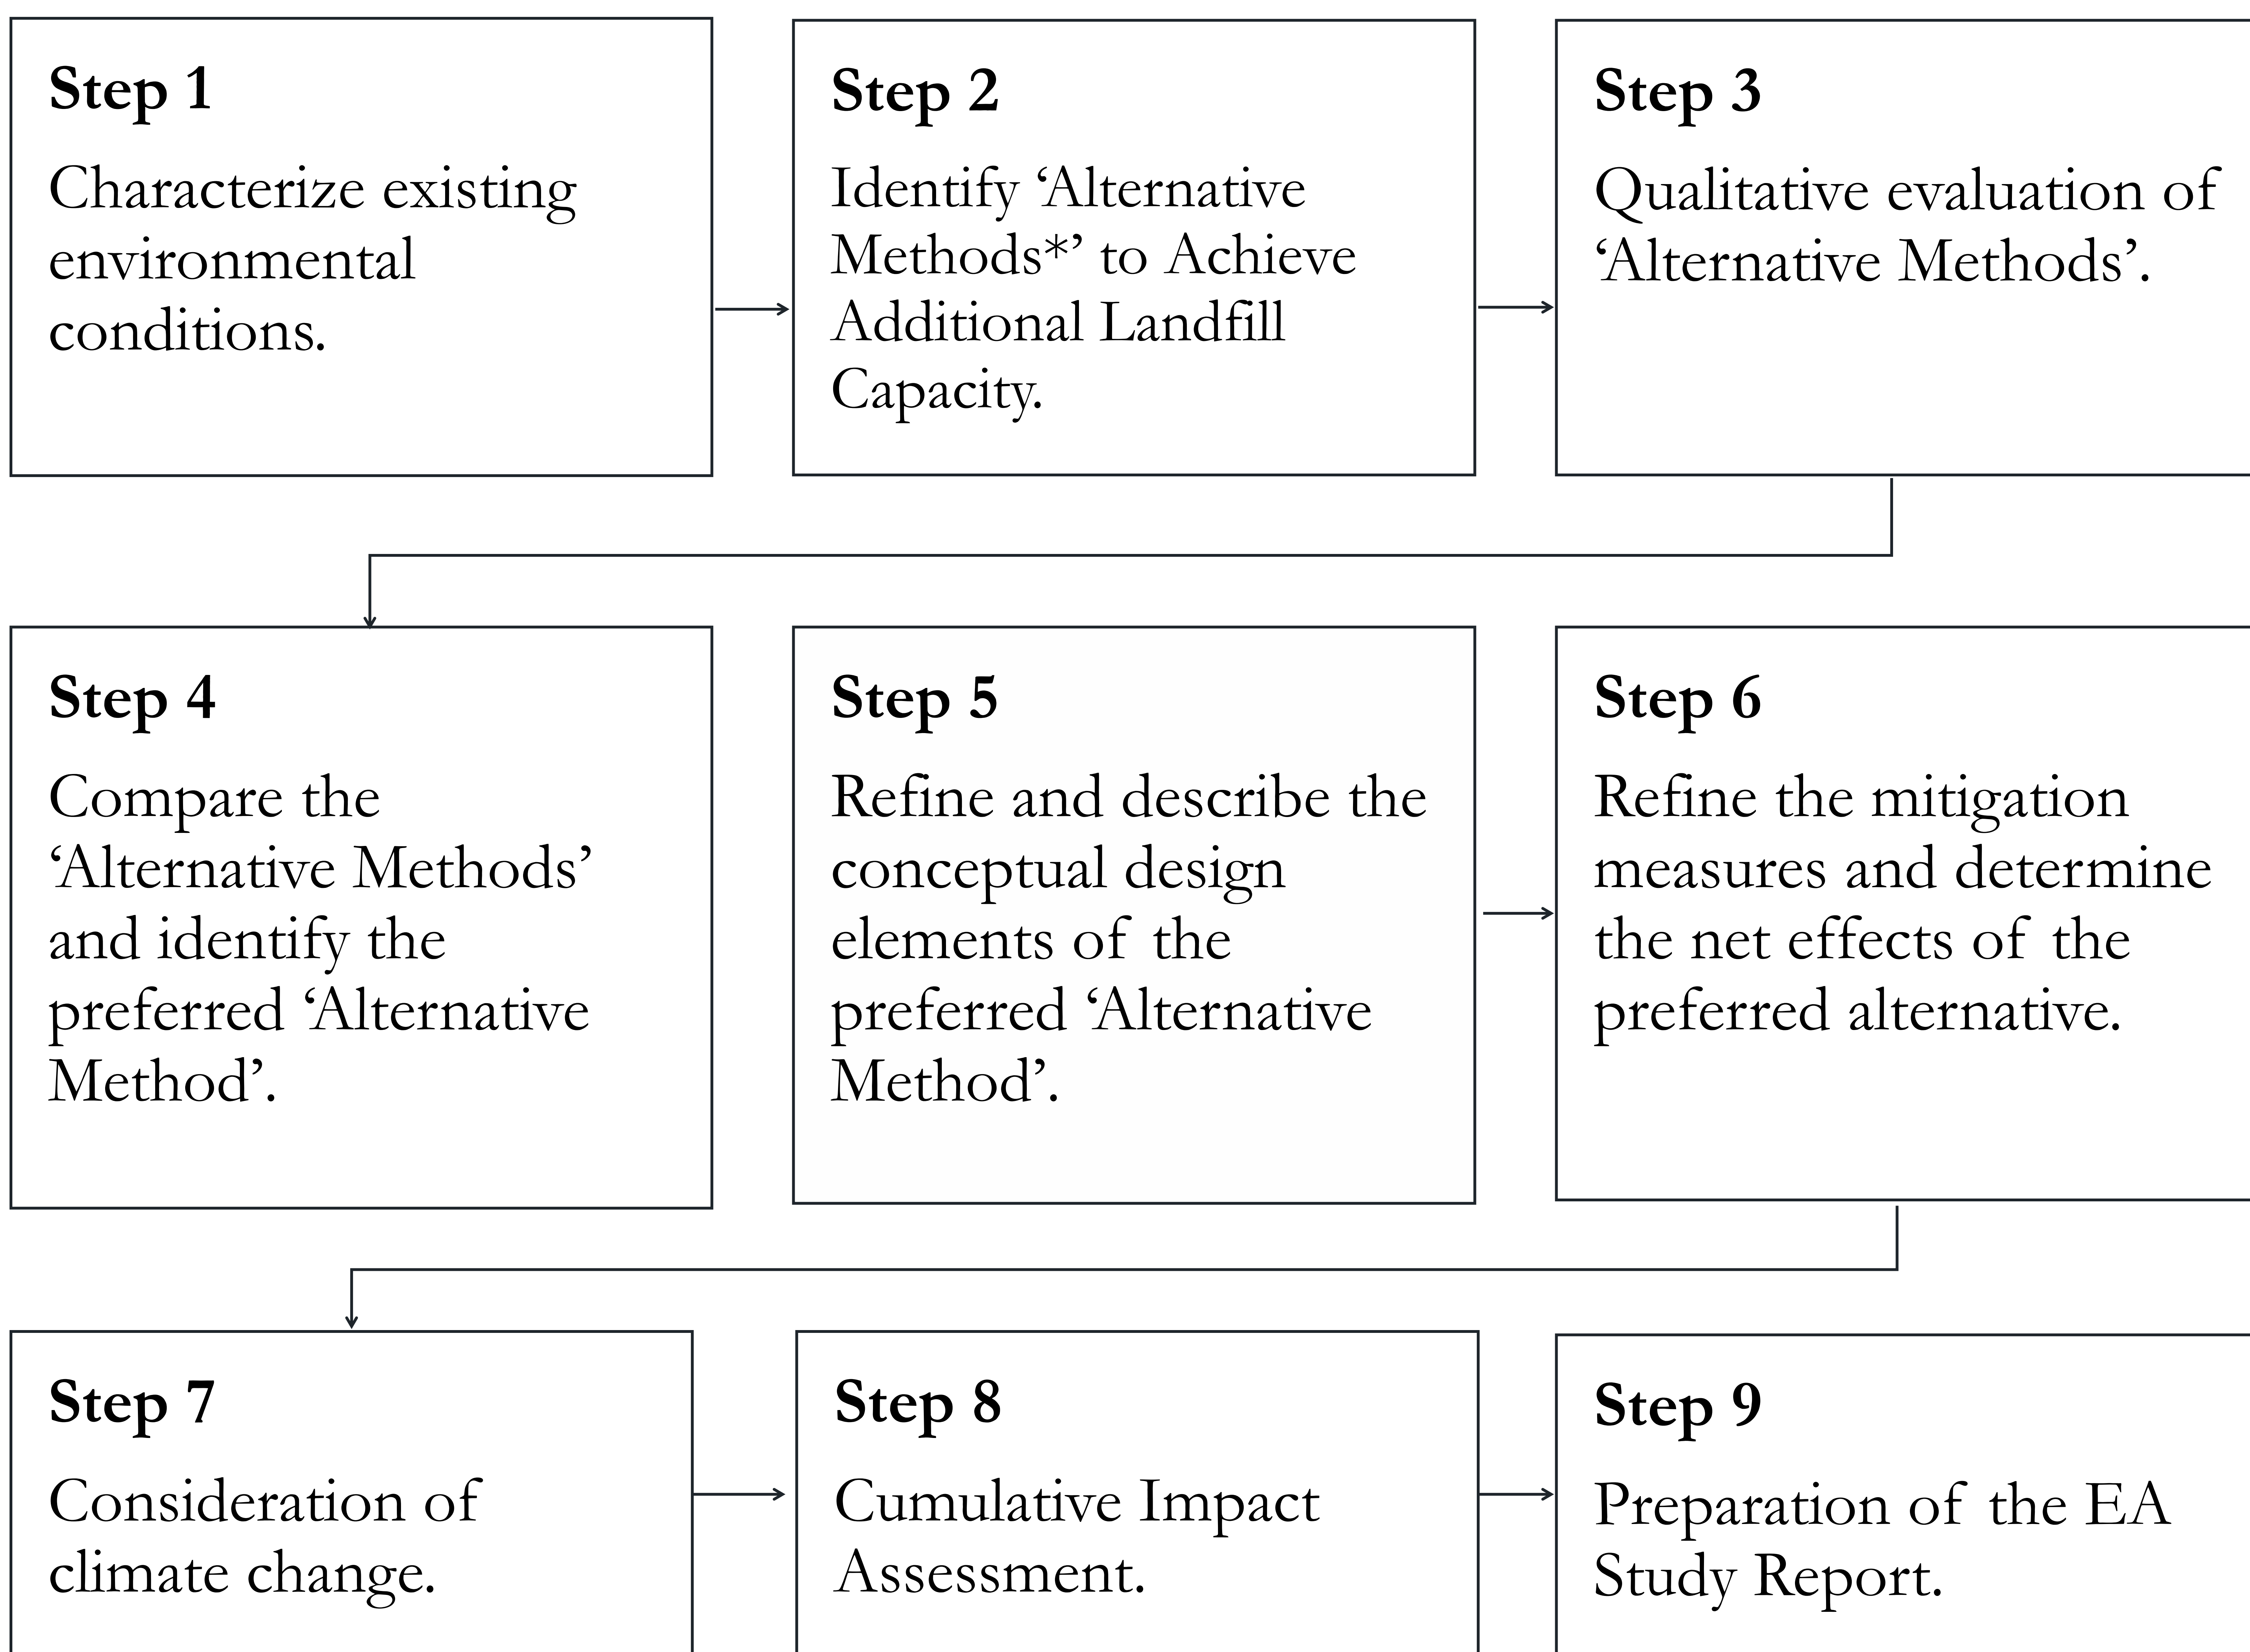 Step 1
Characterize existing
environmental
conditions.
Step 2
Identify ‘Alternative
Methods*’ to Achieve
Additional Landfill
Capacity.
Step 3
Qualitative evaluation of
‘Alternative Methods’.
Step 4
Compare the
‘Alternative Methods’
and identify the
preferred ‘Alternative
Method’.
Step 5
Refine and describe the
conceptual design
elements of the
preferred ‘Alternative
Method’.
Step 6
Refine the mitigation
measures and determine
the net effects of the
preferred alternative.
Step 7
Consideration of
climate change.
Step 8
Cumulative Impact
Assessment.
Step 9
Preparation of the EA
Study Report.